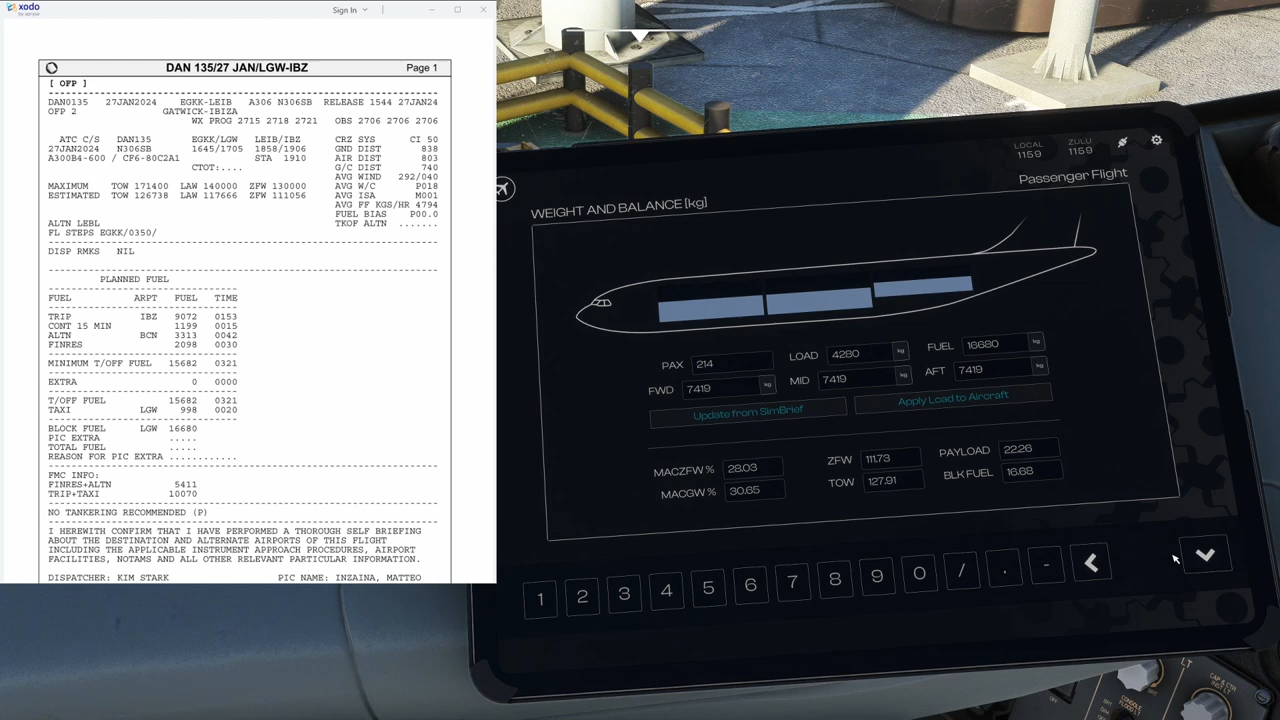 xodo
by apryse
Sign In
DAN 135/27 JAN/LGW-IBZ Page 1
[ OFP ]
DAN0135 27JAN2024 EGKK-LEIB A306 N306SB RELEASE 1544 27JAN24
OFP 2 GATWICK-IBIZA
WX PROG 2715 2718 2721 OBS 2706 2706 2706
ATC C/S DAN135 EGKK/LGW LEIB/IBZ CRZ SYS CI 50
27JAN2024 N306SB 1645/1705 1858/1906 GND DIST 838
A300B4-600 / CF6-80C2A1 STA 1910 AIR DIST 803
CTOT:.... G/C DIST 740
AVG WIND 292/040
MAXIMUM TOW 171400 LAW 140000 ZFW 130000 AVG W/C P018
ESTIMATED TOW 126738 LAW 117666 ZFW 111056 AVG ISA M001
AVG FF KGS/HR 4794
FUEL BIAS P00.0
ALTN LEBL TKOF ALTN .......
FL STEPS EGKK/0350/
DISP RMKS NIL
PLANNED FUEL
FUEL ARPT FUEL TIME
TRIP IBZ 9072 0153
CONT 15 MIN 1199 0015
ALTN BCN 3313 0042
FINRES 2098 0030
MINIMUM T/OFF FUEL 15682 0321
EXTRA 0 0000
T/OFF FUEL 15682 0321
TAXI LGW 998 0020
BLOCK FUEL LGW 16680
PIC EXTRA .....
TOTAL FUEL .....
REASON FOR PIC EXTRA ............
FMC INFO:
FINRES+ALTN 5411
TRIP+TAXI 10070
NO TANKERING RECOMMENDED (P)
I HEREWITH CONFIRM THAT I HAVE PERFORMED A THOROUGH SELF BRIEFING
ABOUT THE DESTINATION AND ALTERNATE AIRPORTS OF THIS FLIGHT
INCLUDING THE APPLICABLE INSTRUMENT APPROACH PROCEDURES, AIRPORT
FACILITIES, NOTAMS AND ALL OTHER RELEVANT PARTICULAR INFORMATION.
DISPATCHER: KIM STARK PIC NAME: INZAINA, MATTEO
LOCAL ZULU
1159 1159
Passenger Flight
WEIGHT AND BALANCE [kg]
PAX 214 LOAD 4280 kg FUEL 16680 kg
FWD 7419 kg MID 7419 kg AFT 7419 kg
Update from SimBrief Apply Load to Aircraft
MACZFW % 28.03 ZFW 111.73 PAYLOAD 22.26
MACGW % 30.65 TOW 127.91 BLK FUEL 16.68
1 2 3 4 5 6 7 8 9 0 / . -
LT
CAP & CTR
INST LT
CONSOLE
FLOOD LT
OFF